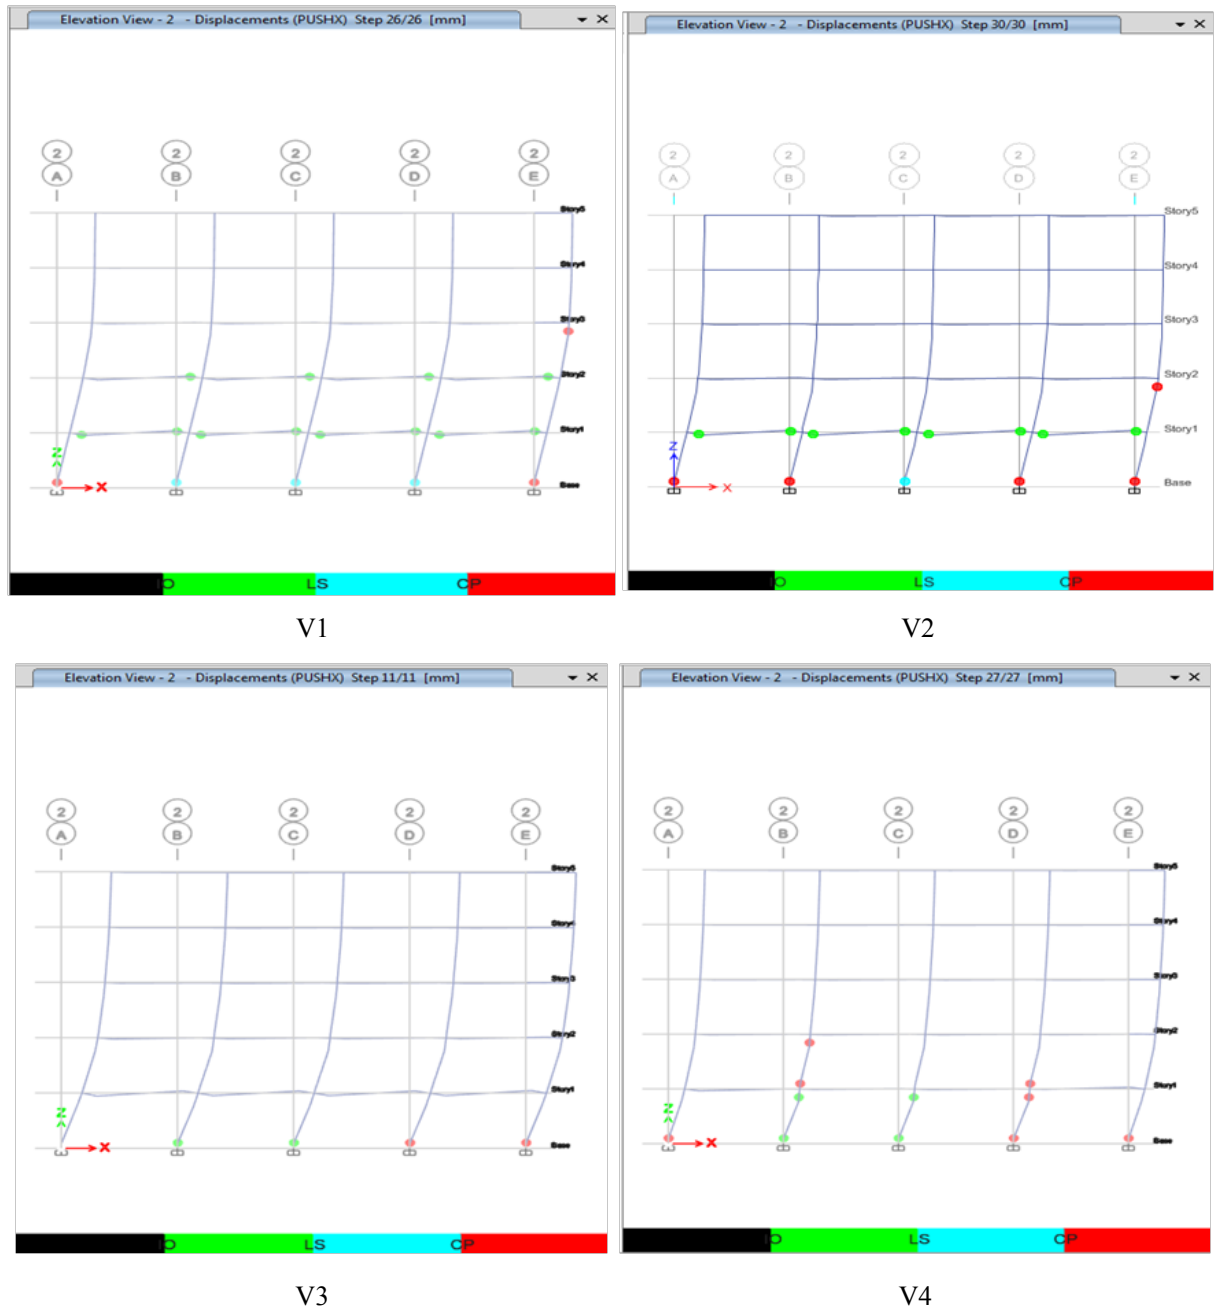 Elevation View - 2 - Displacements (PUSHX) Step 26/26 [mm]
2 2 2 2 2
A B C D E
Story5
Story4
Story3
Story2
Story1
Z
X
Base
IO LS CP
V1
Elevation View - 2 - Displacements (PUSHX) Step 30/30 [mm]
2 2 2 2 2
A B C D E
Story5
Story4
Story3
Story2
Story1
Z
X
Base
IO LS CP
V2
Elevation View - 2 - Displacements (PUSHX) Step 11/11 [mm]
2 2 2 2 2
A B C D E
Story5
Story4
Story3
Story2
Story1
Z
X
Base
IO LS CP
V3
Elevation View - 2 - Displacements (PUSHX) Step 27/27 [mm]
2 2 2 2 2
A B C D E
Story5
Story4
Story3
Story2
Story1
Z
X
Base
IO LS CP
V4